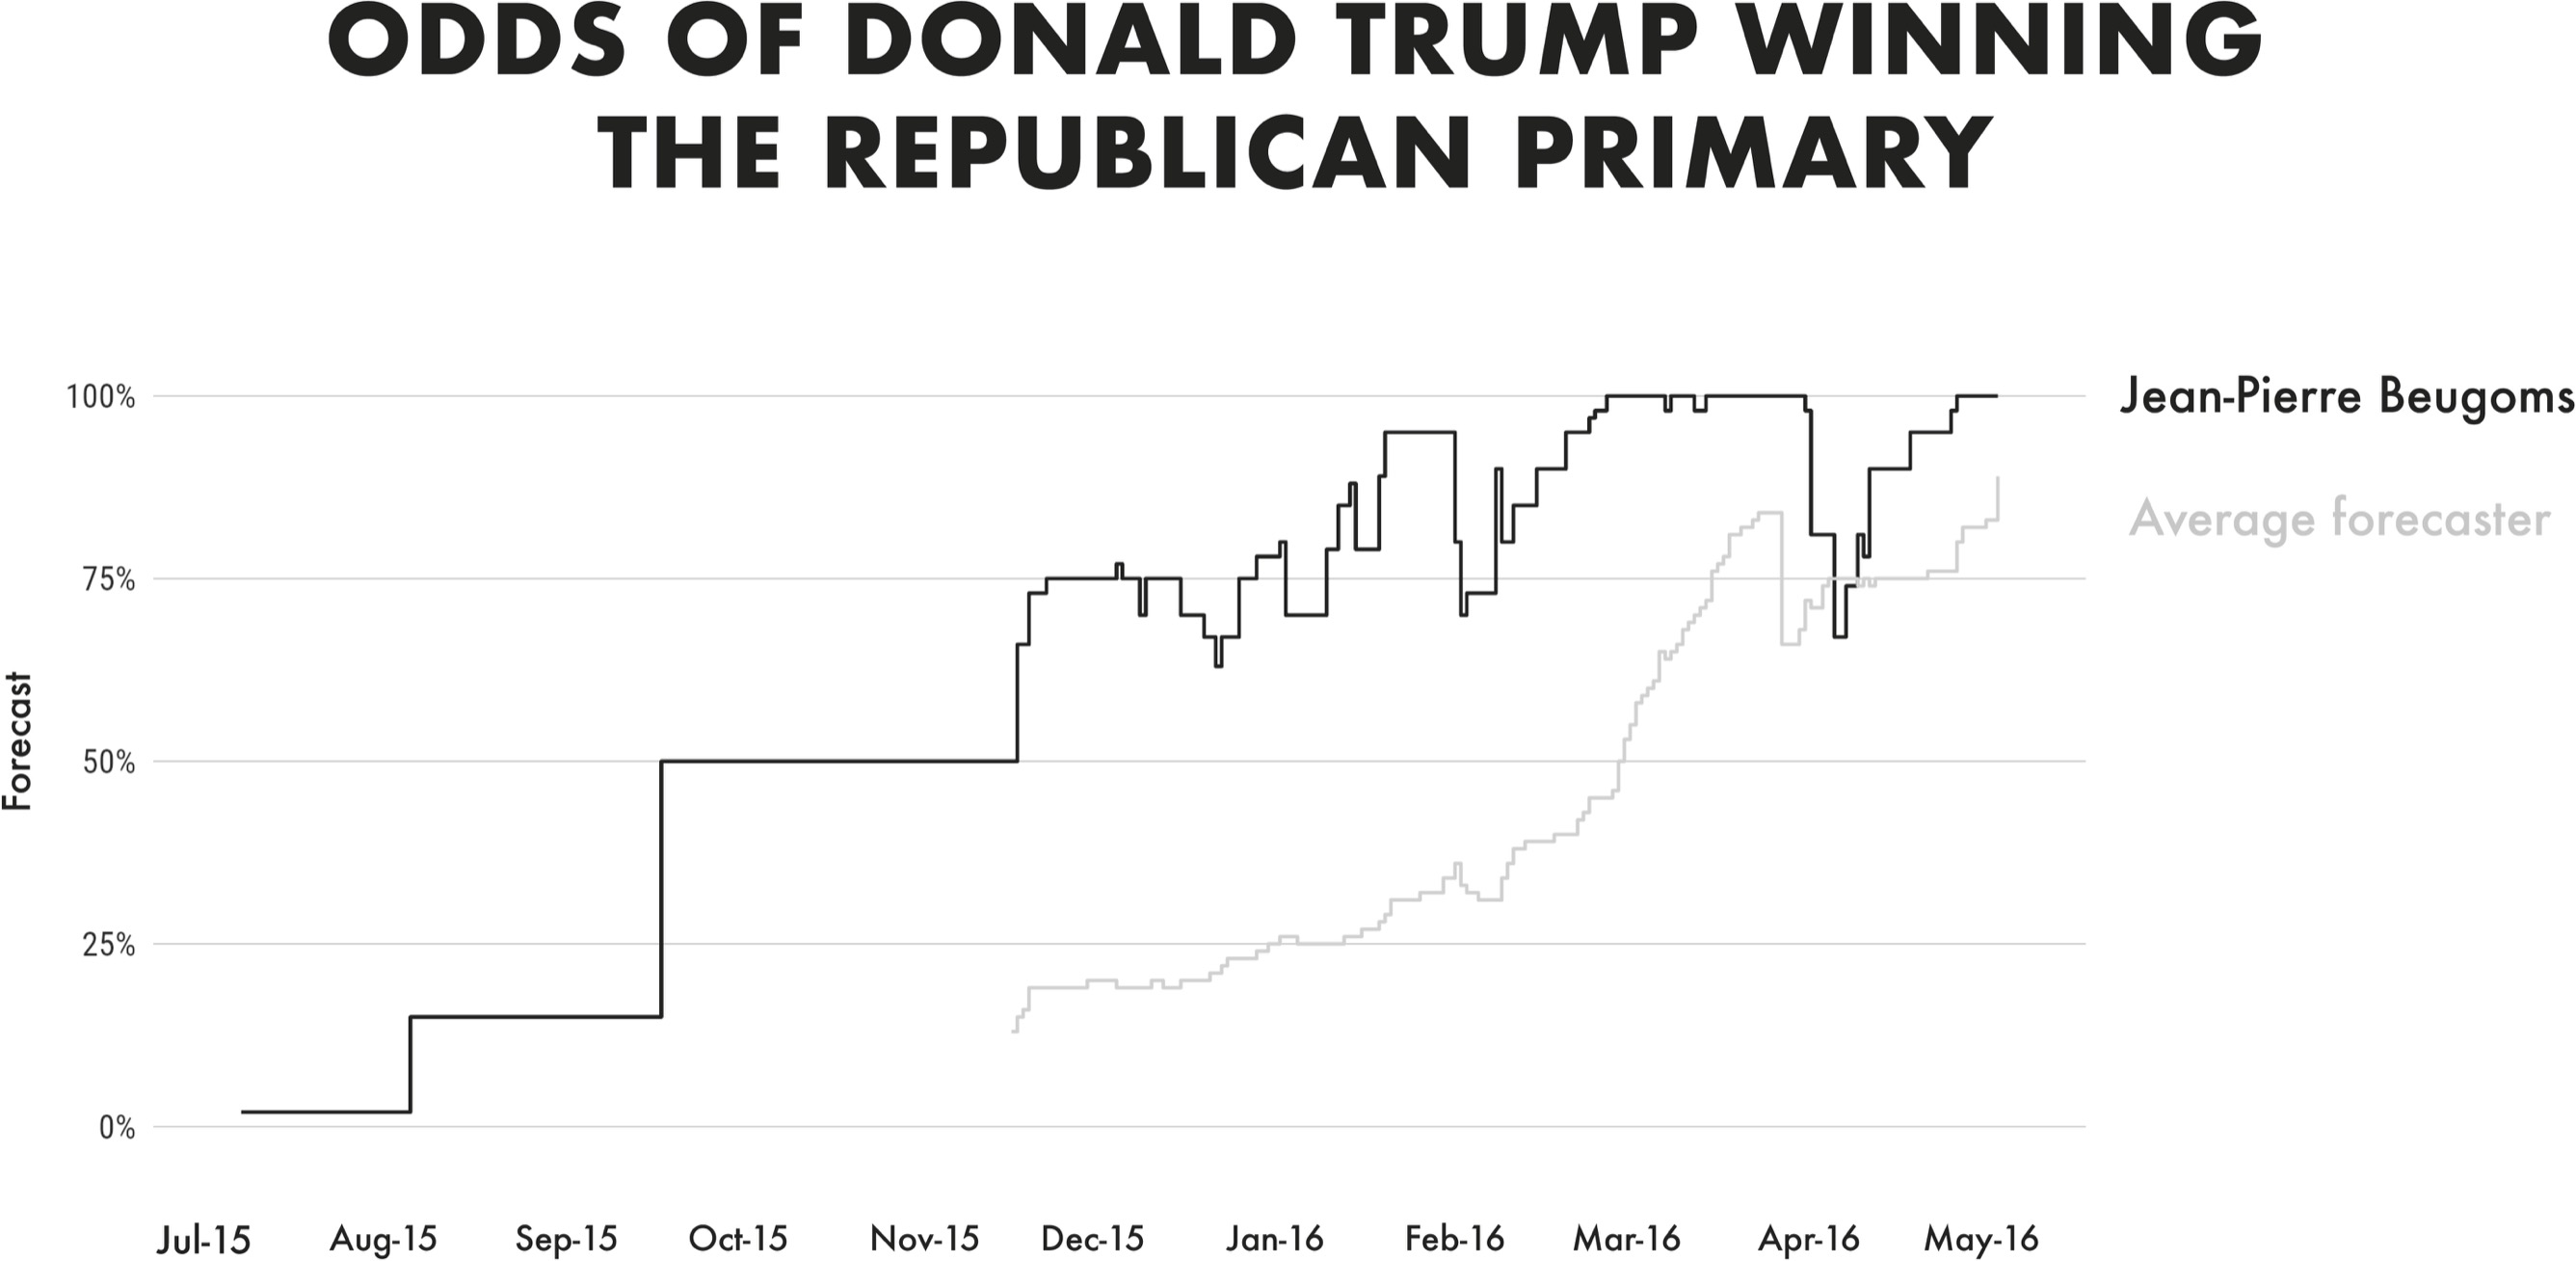 ODDS OF DONALD TRUMP WINNING
THE REPUBLICAN PRIMARY
100%
75%
50%
25%
0%
Forecast
Jean-Pierre Beugoms
Average forecaster
Jul-15 Aug-15 Sep-15 Oct-15 Nov-15 Dec-15 Jan-16 Feb-16 Mar-16 Apr-16 May-16